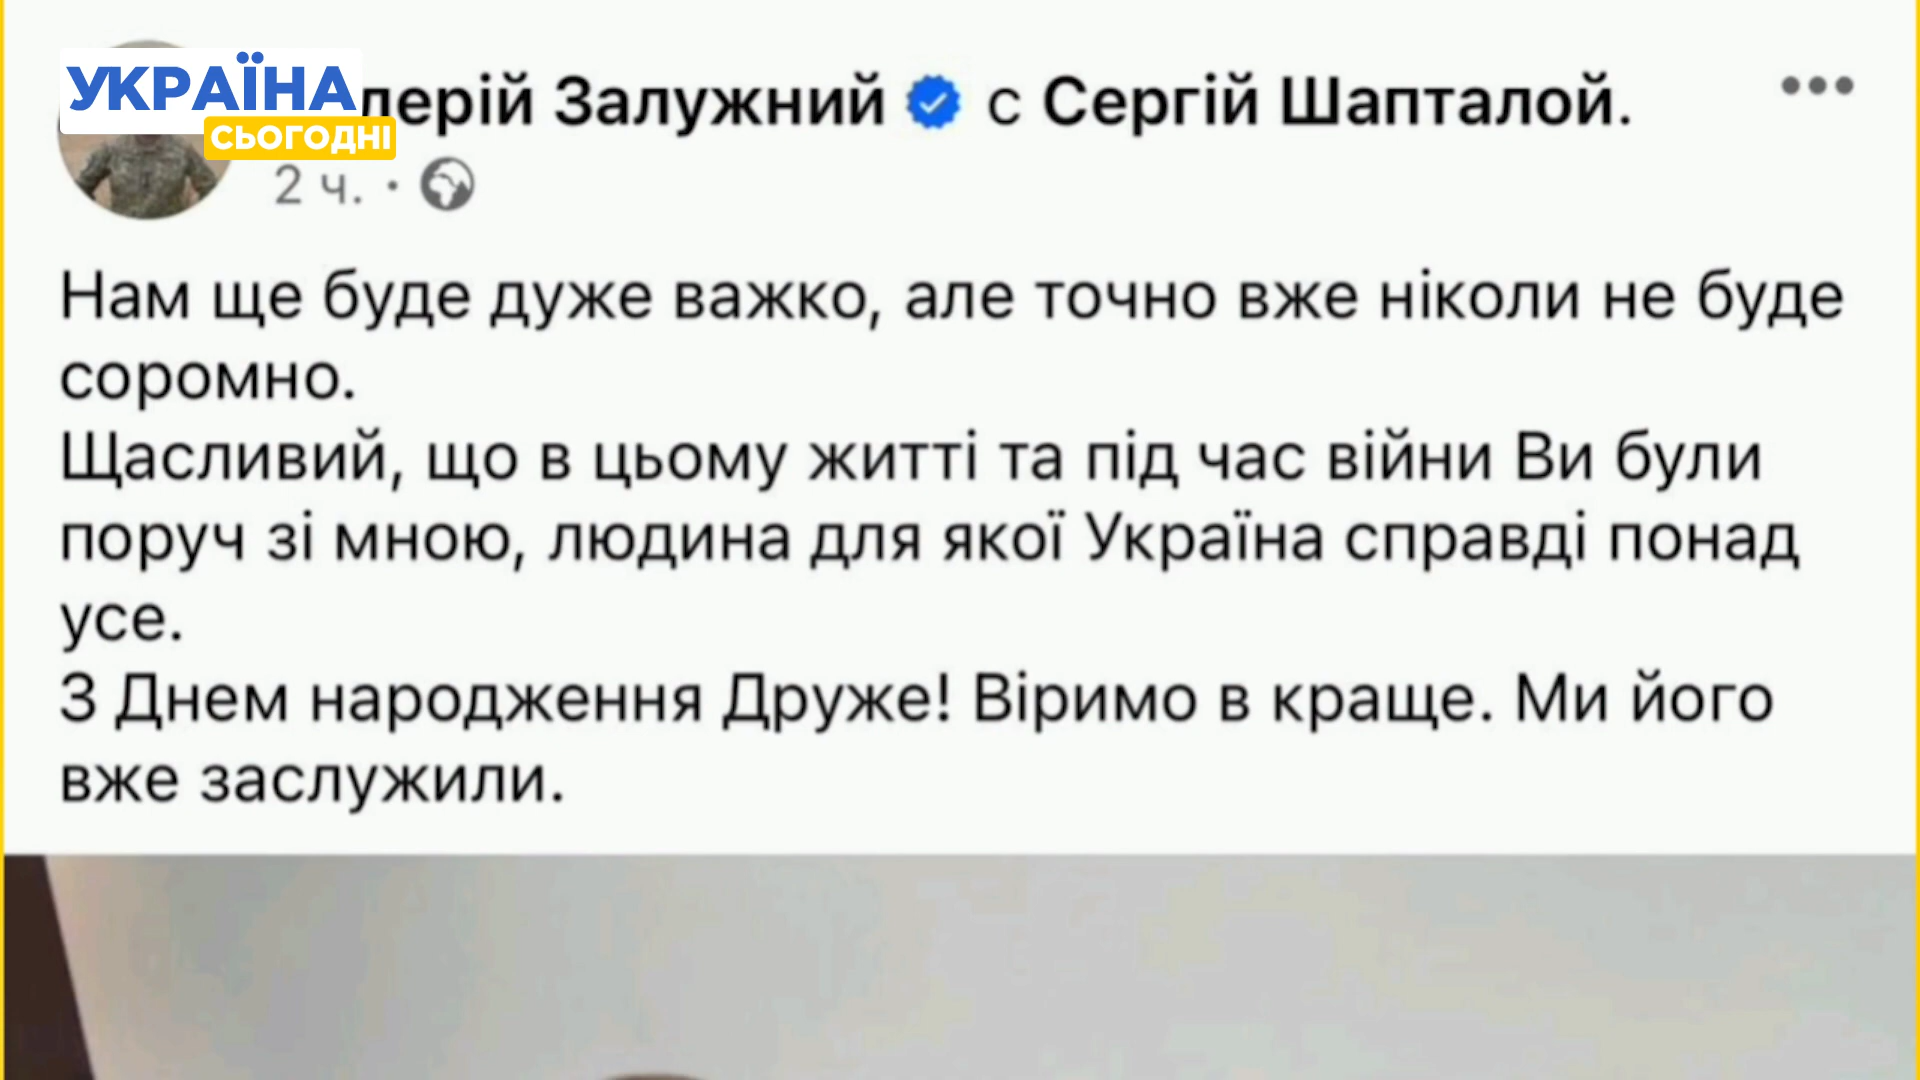 УКРАЇНА
СЬОГОДНІ
лерій Залужний с Сергій Шапталой.
2 ч.
Нам ще буде дуже важко, але точно вже ніколи не буде
соромно.
Щасливий, що в цьому житті та під час війни Ви були
поруч зі мною, людина для якої Україна справді понад
усе.
З Днем народження Друже! Віримо в краще. Ми його
вже заслужили.